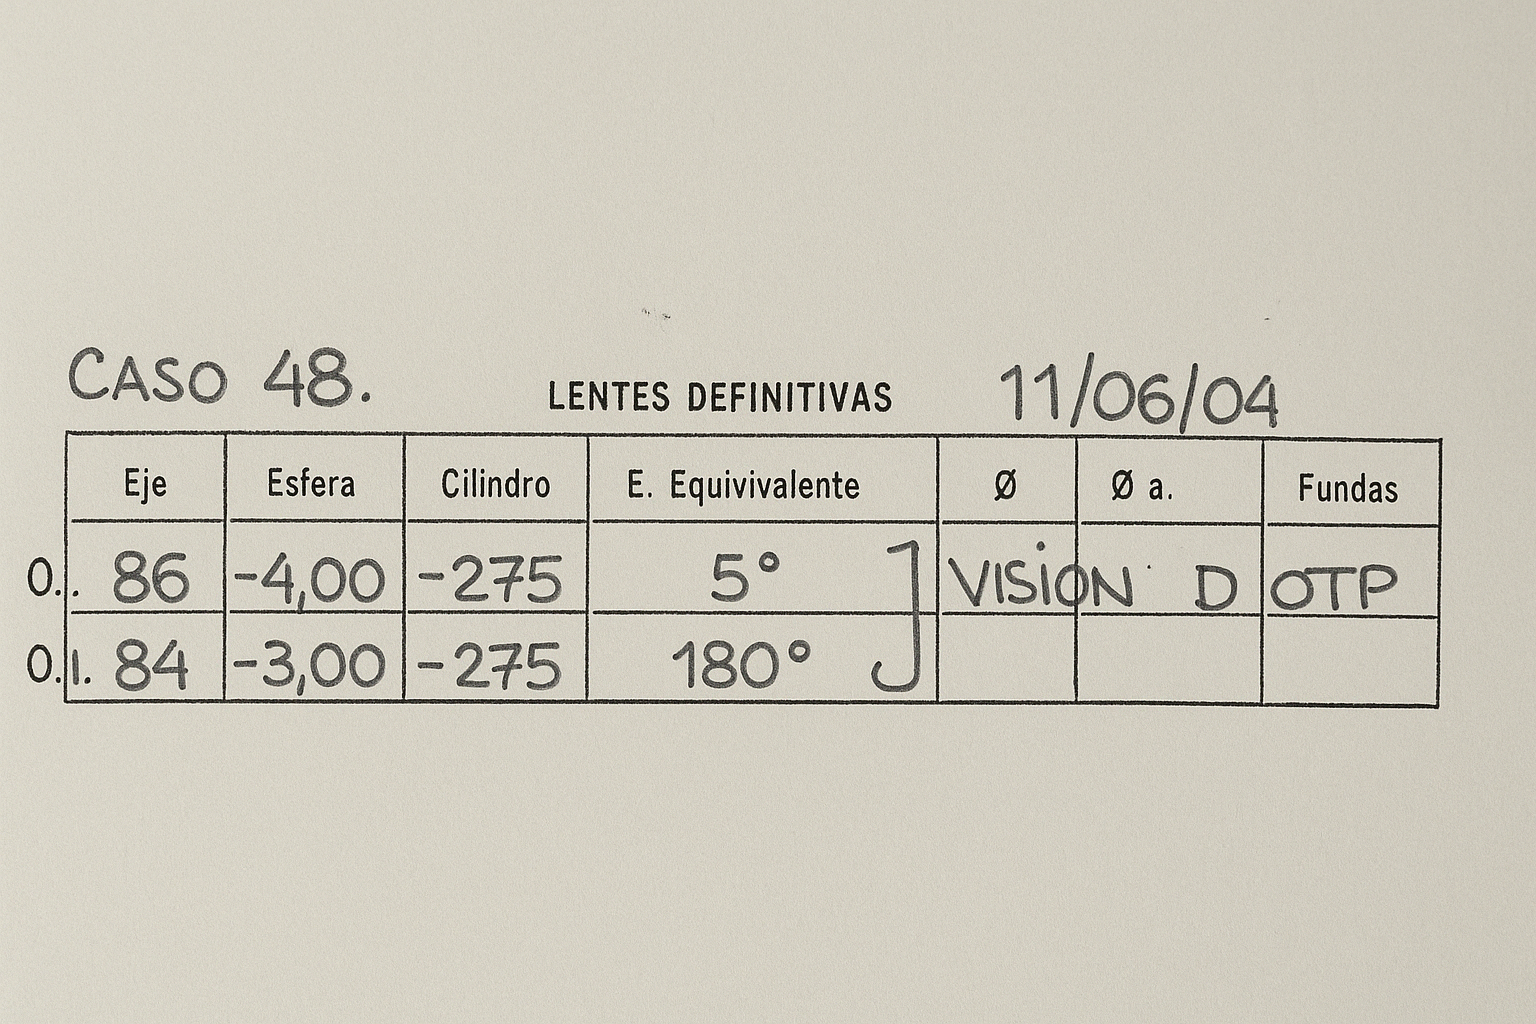 CASO 48. LENTES DEFINITIVAS 11/06/04
Eje Esfera Cilindro E. Equivivalente Ø Ø a. Fundas
O.. 86 -4,00 -275 5° VISION D OTP
O.I. 84 -3,00 -275 180°